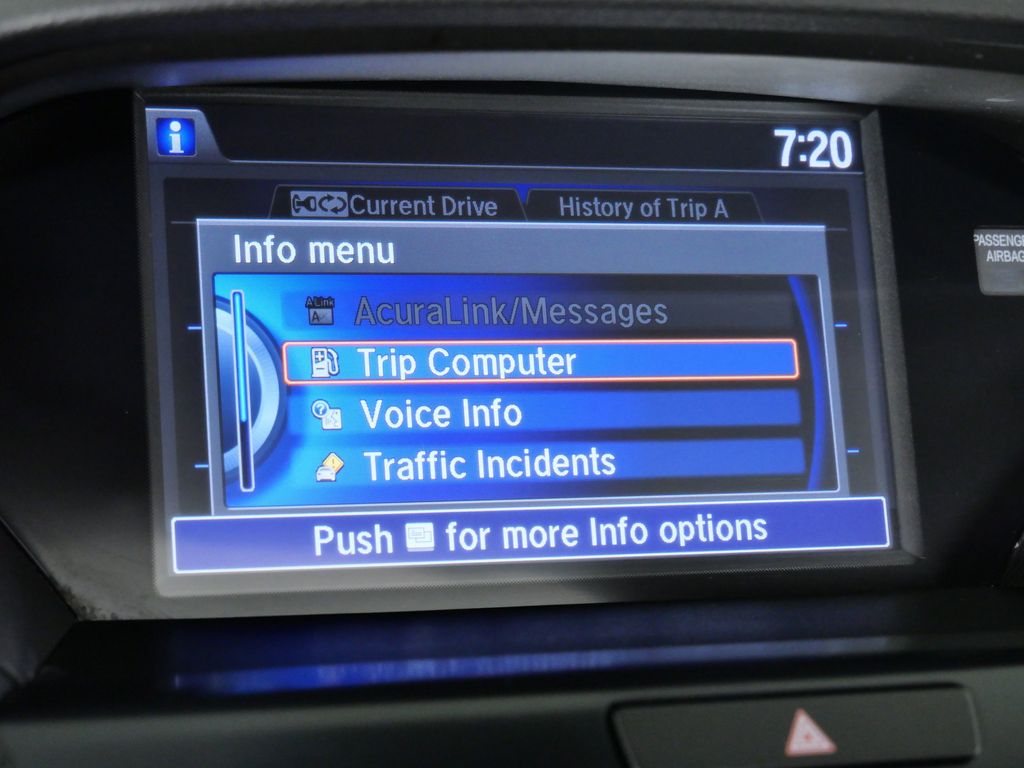 7:20
Current Drive
History of Trip A
Info menu
ALink
AcuraLink/Messages
Trip Computer
Voice Info
Traffic Incidents
Push for more Info options
AIRBAG